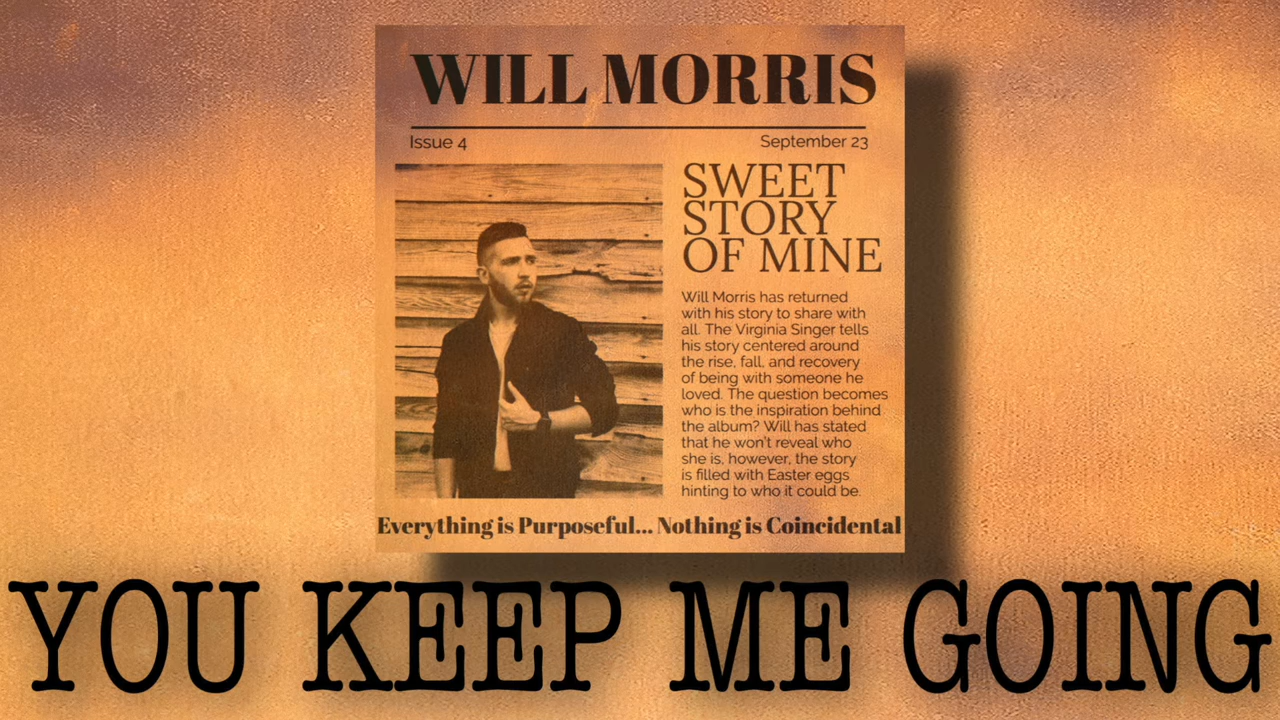 WILL MORRIS
Issue 4
September 23
SWEET
STORY
OF MINE
Will Morris has returned
with his story to share with
all. The Virginia Singer tells
his story centered around
the rise, fall, and recovery
of being with someone he
loved. The question becomes
who is the inspiration behind
the album? Will has stated
that he won't reveal who
she is, however, the story
is filled with Easter eggs
hinting to who it could be.
Everything is Purposeful... Nothing is Coincidental
YOU KEEP ME GOING